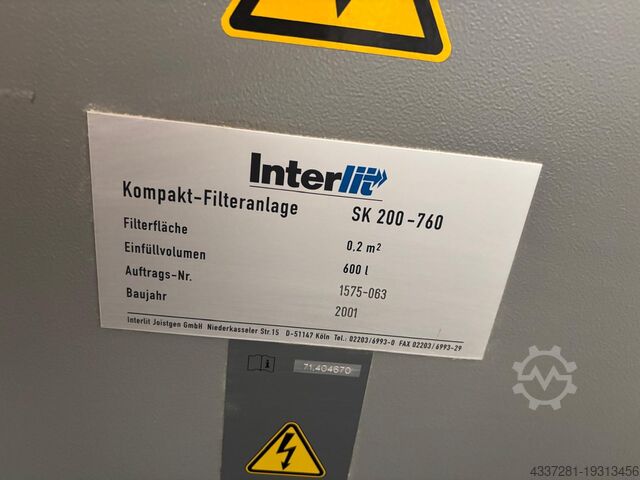 Interlit
Kompakt-Filteranlage SK 200-760
Filterfläche 0,2 m²
Einfüllvolumen 600 l
Auftrags-Nr. 1575-063
Baujahr 2001
Interlit Joistgen GmbH Niederkasseler Str.15 D-51147 Köln Tel.: 02203/6993-0 FAX 02203/6993-29
71.404670
4337281-19313456